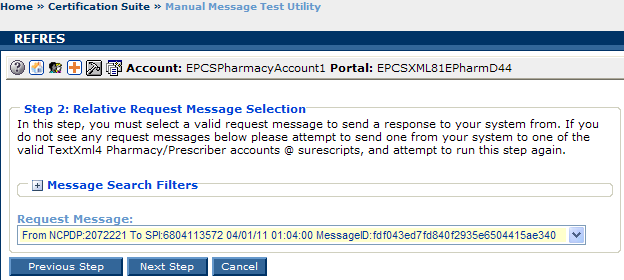 Home » Certification Suite » Manual Message Test Utility
REFRES
Account: EPCSPharmacyAccount1 Portal: EPCSXML81EPharmD44
Step 2: Relative Request Message Selection
In this step, you must select a valid request message to send a response to your system from. If you
do not see any request messages below please attempt to send one from your system to one of the
valid TextXml4 Pharmacy/Prescriber accounts @ surescripts, and attempt to run this step again.
Message Search Filters
Request Message:
From NCPDP:2072221 To SPI:6804113572 04/01/11 01:04:00 MessageID:fdf043ed7fd840f2935e6504415ae340
Previous Step Next Step Cancel